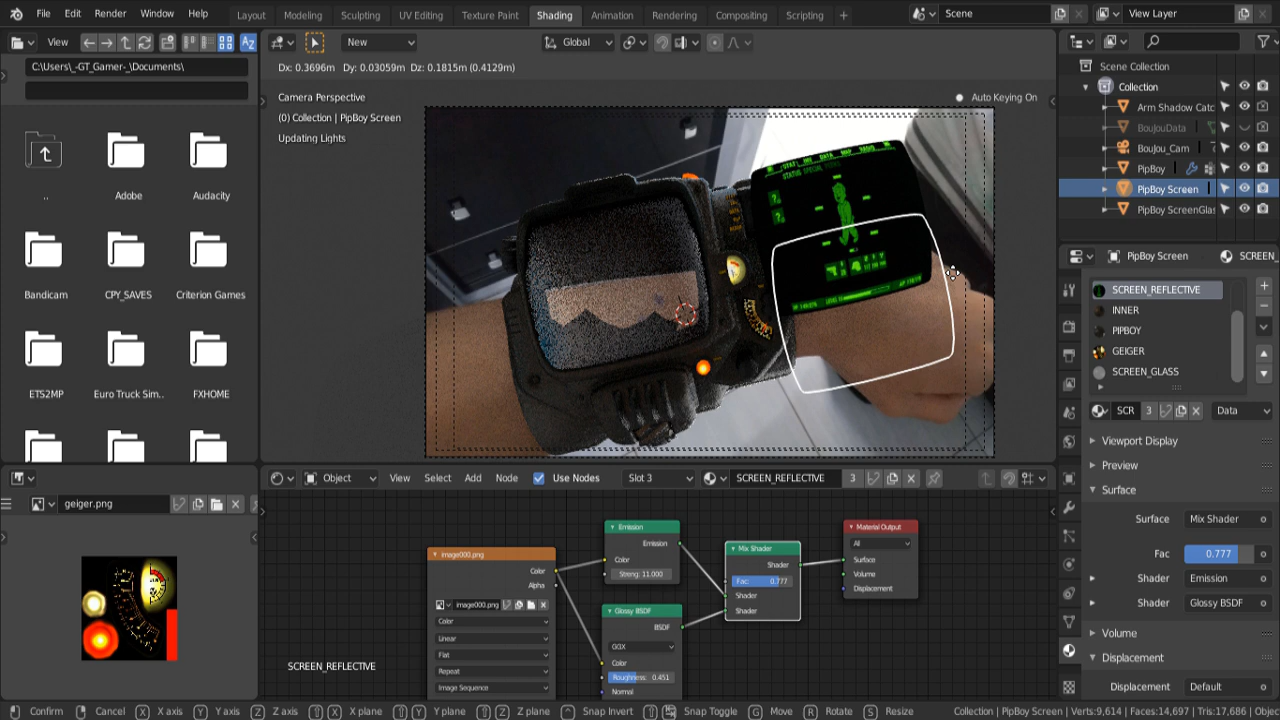 File Edit Render Window Help Layout Modeling Sculpting UV Editing Texture Paint Shading Animation Rendering Compositing Scripting + Scene View Layer
View New Global
C:\Users\_-GT_Gamer-_\Documents\
..
Adobe
Audacity
Bandicam
CPY_SAVES
Criterion Games
ETS2MP
Euro Truck Sim..
FXHOME
Dx: 0.3696m Dy: 0.03059m Dz: 0.1815m (0.4129m)
Camera Perspective
(0) Collection | PipBoy Screen
Updating Lights
Auto Keying On
STAT INV DATA MAP RADIO
STATUS SPECIAL
Scene Collection
Collection
Arm Shadow Catc
BoujouData
BouJou_Cam
PipBoy
PipBoy Screen
PipBoy ScreenGlas
PipBoy Screen SCREEN_
SCREEN_REFLECTIVE
INNER
PIPBOY
GEIGER
SCREEN_GLASS
SCR 3 Data
Viewport Display
Preview
Surface
Surface Mix Shader
Fac 0.777
Shader Emission
Shader Glossy BSDF
Volume
Displacement
Displacement Default
geiger.png
Object View Select Add Node Use Nodes Slot 3 SCREEN_REFLECTIVE 3
image000.png
Color
Alpha
image000.png
Color
Linear
Flat
Repeat
Image Sequence
Emission
Emission
Color
Streng: 11.000
Glossy BSDF
BSDF
GGX
Color
Roughness: 0.451
Normal
Mix Shader
Shader
Fac: 0.777
Shader
Shader
Material Output
All
Surface
Volume
Displacement
SCREEN_REFLECTIVE
Confirm Cancel X X axis Y Y axis Z Z axis X X plane Y Y plane Z Z plane Snap Invert Snap Toggle G Move R Rotate S Resize Collection | PipBoy Screen | Verts:9,614 | Faces:14,697 | Tris:17,686 | Objec